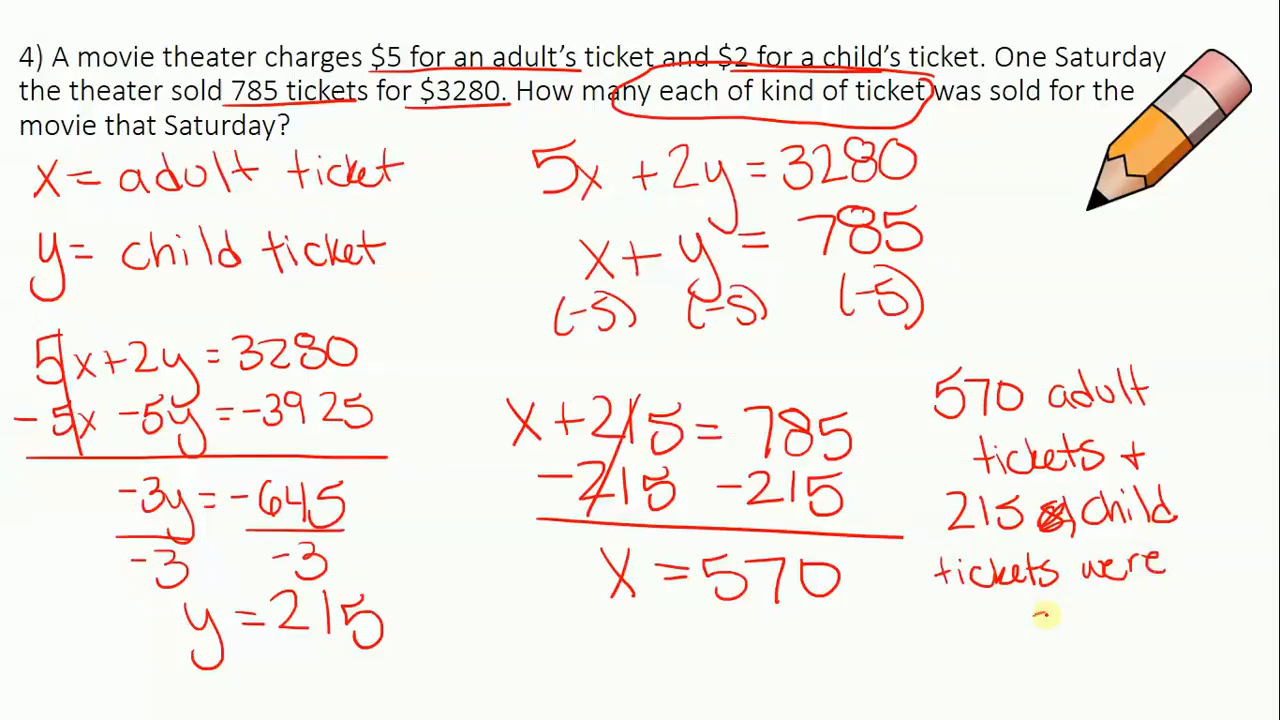 4) A movie theater charges $5 for an adult's ticket and $2 for a child's ticket. One Saturday
the theater sold 785 tickets for $3280. How many each of kind of ticket was sold for the
movie that Saturday?
x = adult ticket
y = child ticket
5x + 2y = 3280
x + y = 785
(-5) (-5) (-5)
5x + 2y = 3280
-5x -5y = -3925
-3y = -645
-3 -3
y = 215
x + 215 = 785
-215 -215
x = 570
570 adult
tickets +
215 child
tickets were